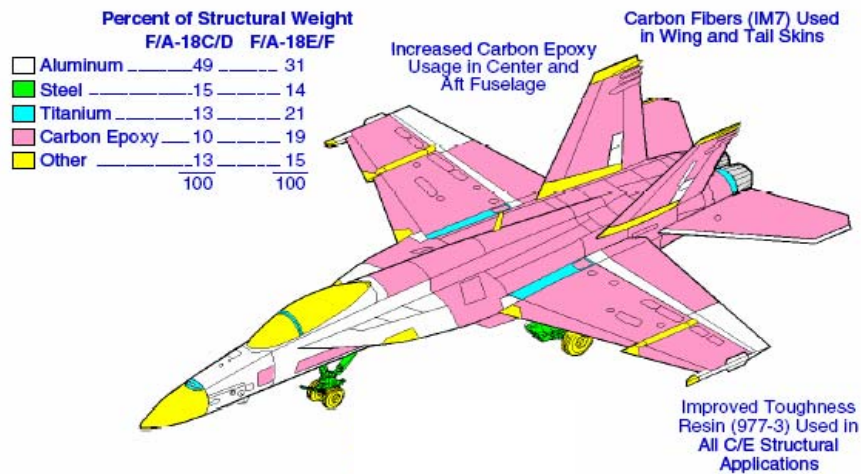 Percent of Structural Weight
F/A-18C/D F/A-18E/F
Aluminum 49 31
Steel 15 14
Titanium 13 21
Carbon Epoxy 10 19
Other 13 15
100 100
Increased Carbon Epoxy
Usage in Center and
Aft Fuselage
Carbon Fibers (IM7) Used
in Wing and Tail Skins
Improved Toughness
Resin (977-3) Used in
All C/E Structural
Applications